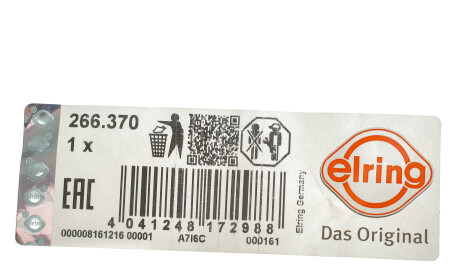 266.370
1 x
EAC
Elring Germany
4 041248 172988
000008161216 00001 A7I6C 000161
elring
Das Original